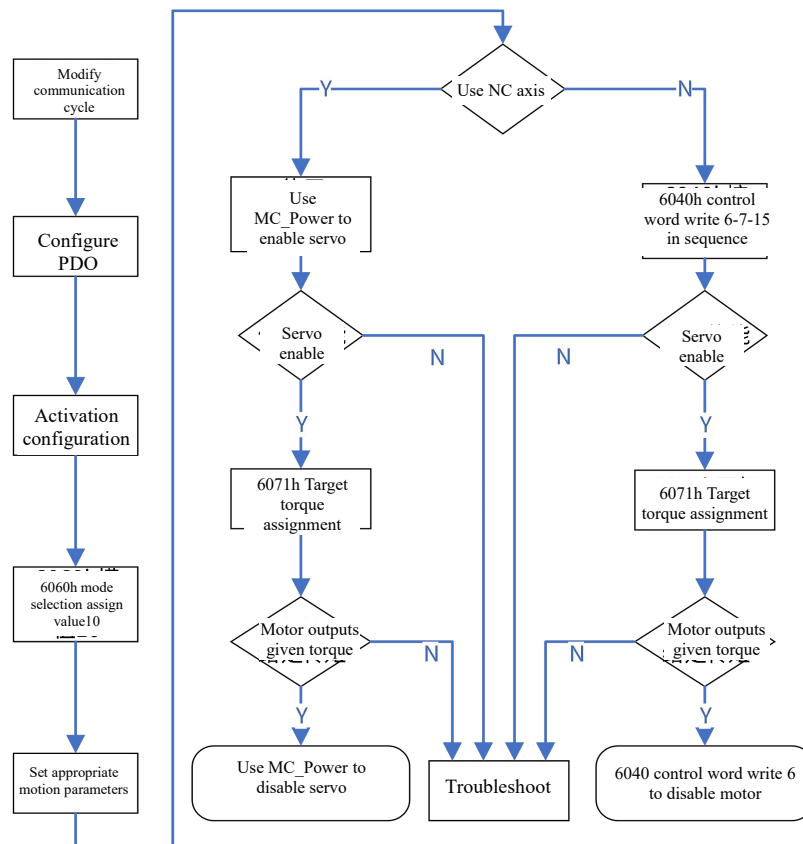 Modify
communication
cycle
Configure
PDO
Activation
configuration
6060h mode
selection assign
value10
Set appropriate
motion parameters
Use NC axis
Y
N
Use
MC_Power to
enable servo
Servo
enable
N
Y
6071h Target
torque
assignment
Motor outputs
given torque
N
Y
Use MC_Power to
disable servo
Troubleshoot
6040h control
word write 6-7-15
in sequence
Servo
enable
N
Y
6071h Target
torque assignment
Motor outputs
given torque
N
Y
6040 control word write 6
to disable motor